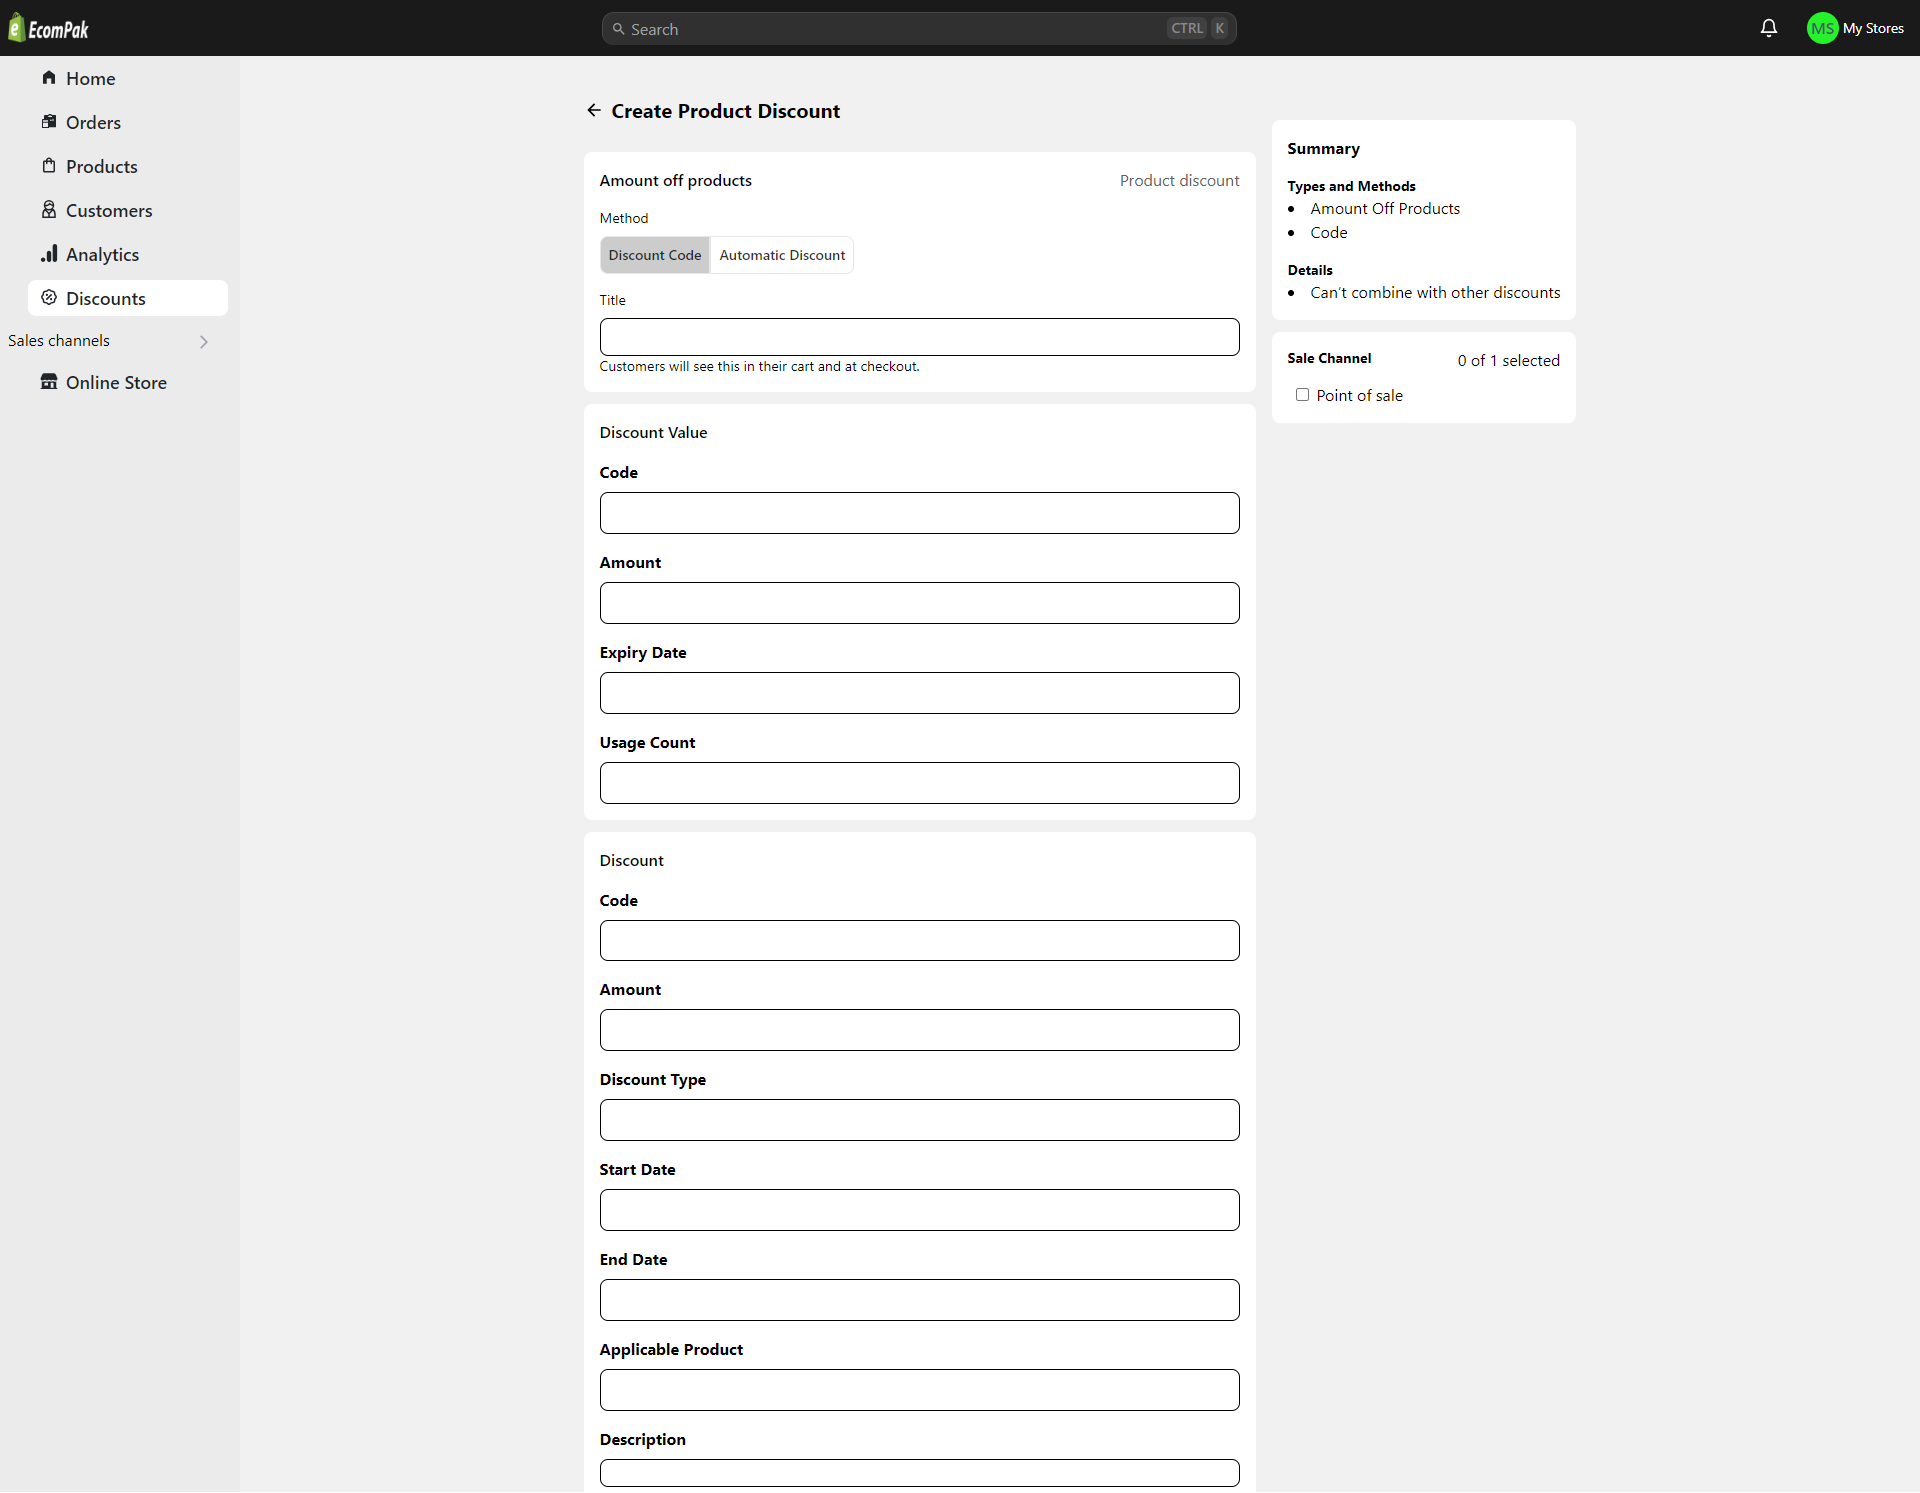 EcomPak
Search
CTRL K
MS My Stores
Home
Orders
Products
Customers
Analytics
Discounts
Sales channels
Online Store
Create Product Discount
Amount off products
Product discount
Method
Discount Code
Automatic Discount
Title
Customers will see this in their cart and at checkout.
Discount Value
Code
Amount
Expiry Date
Usage Count
Discount
Code
Amount
Discount Type
Start Date
End Date
Applicable Product
Description
Summary
Types and Methods
• Amount Off Products
• Code
Details
• Can't combine with other discounts
Sale Channel
0 of 1 selected
Point of sale